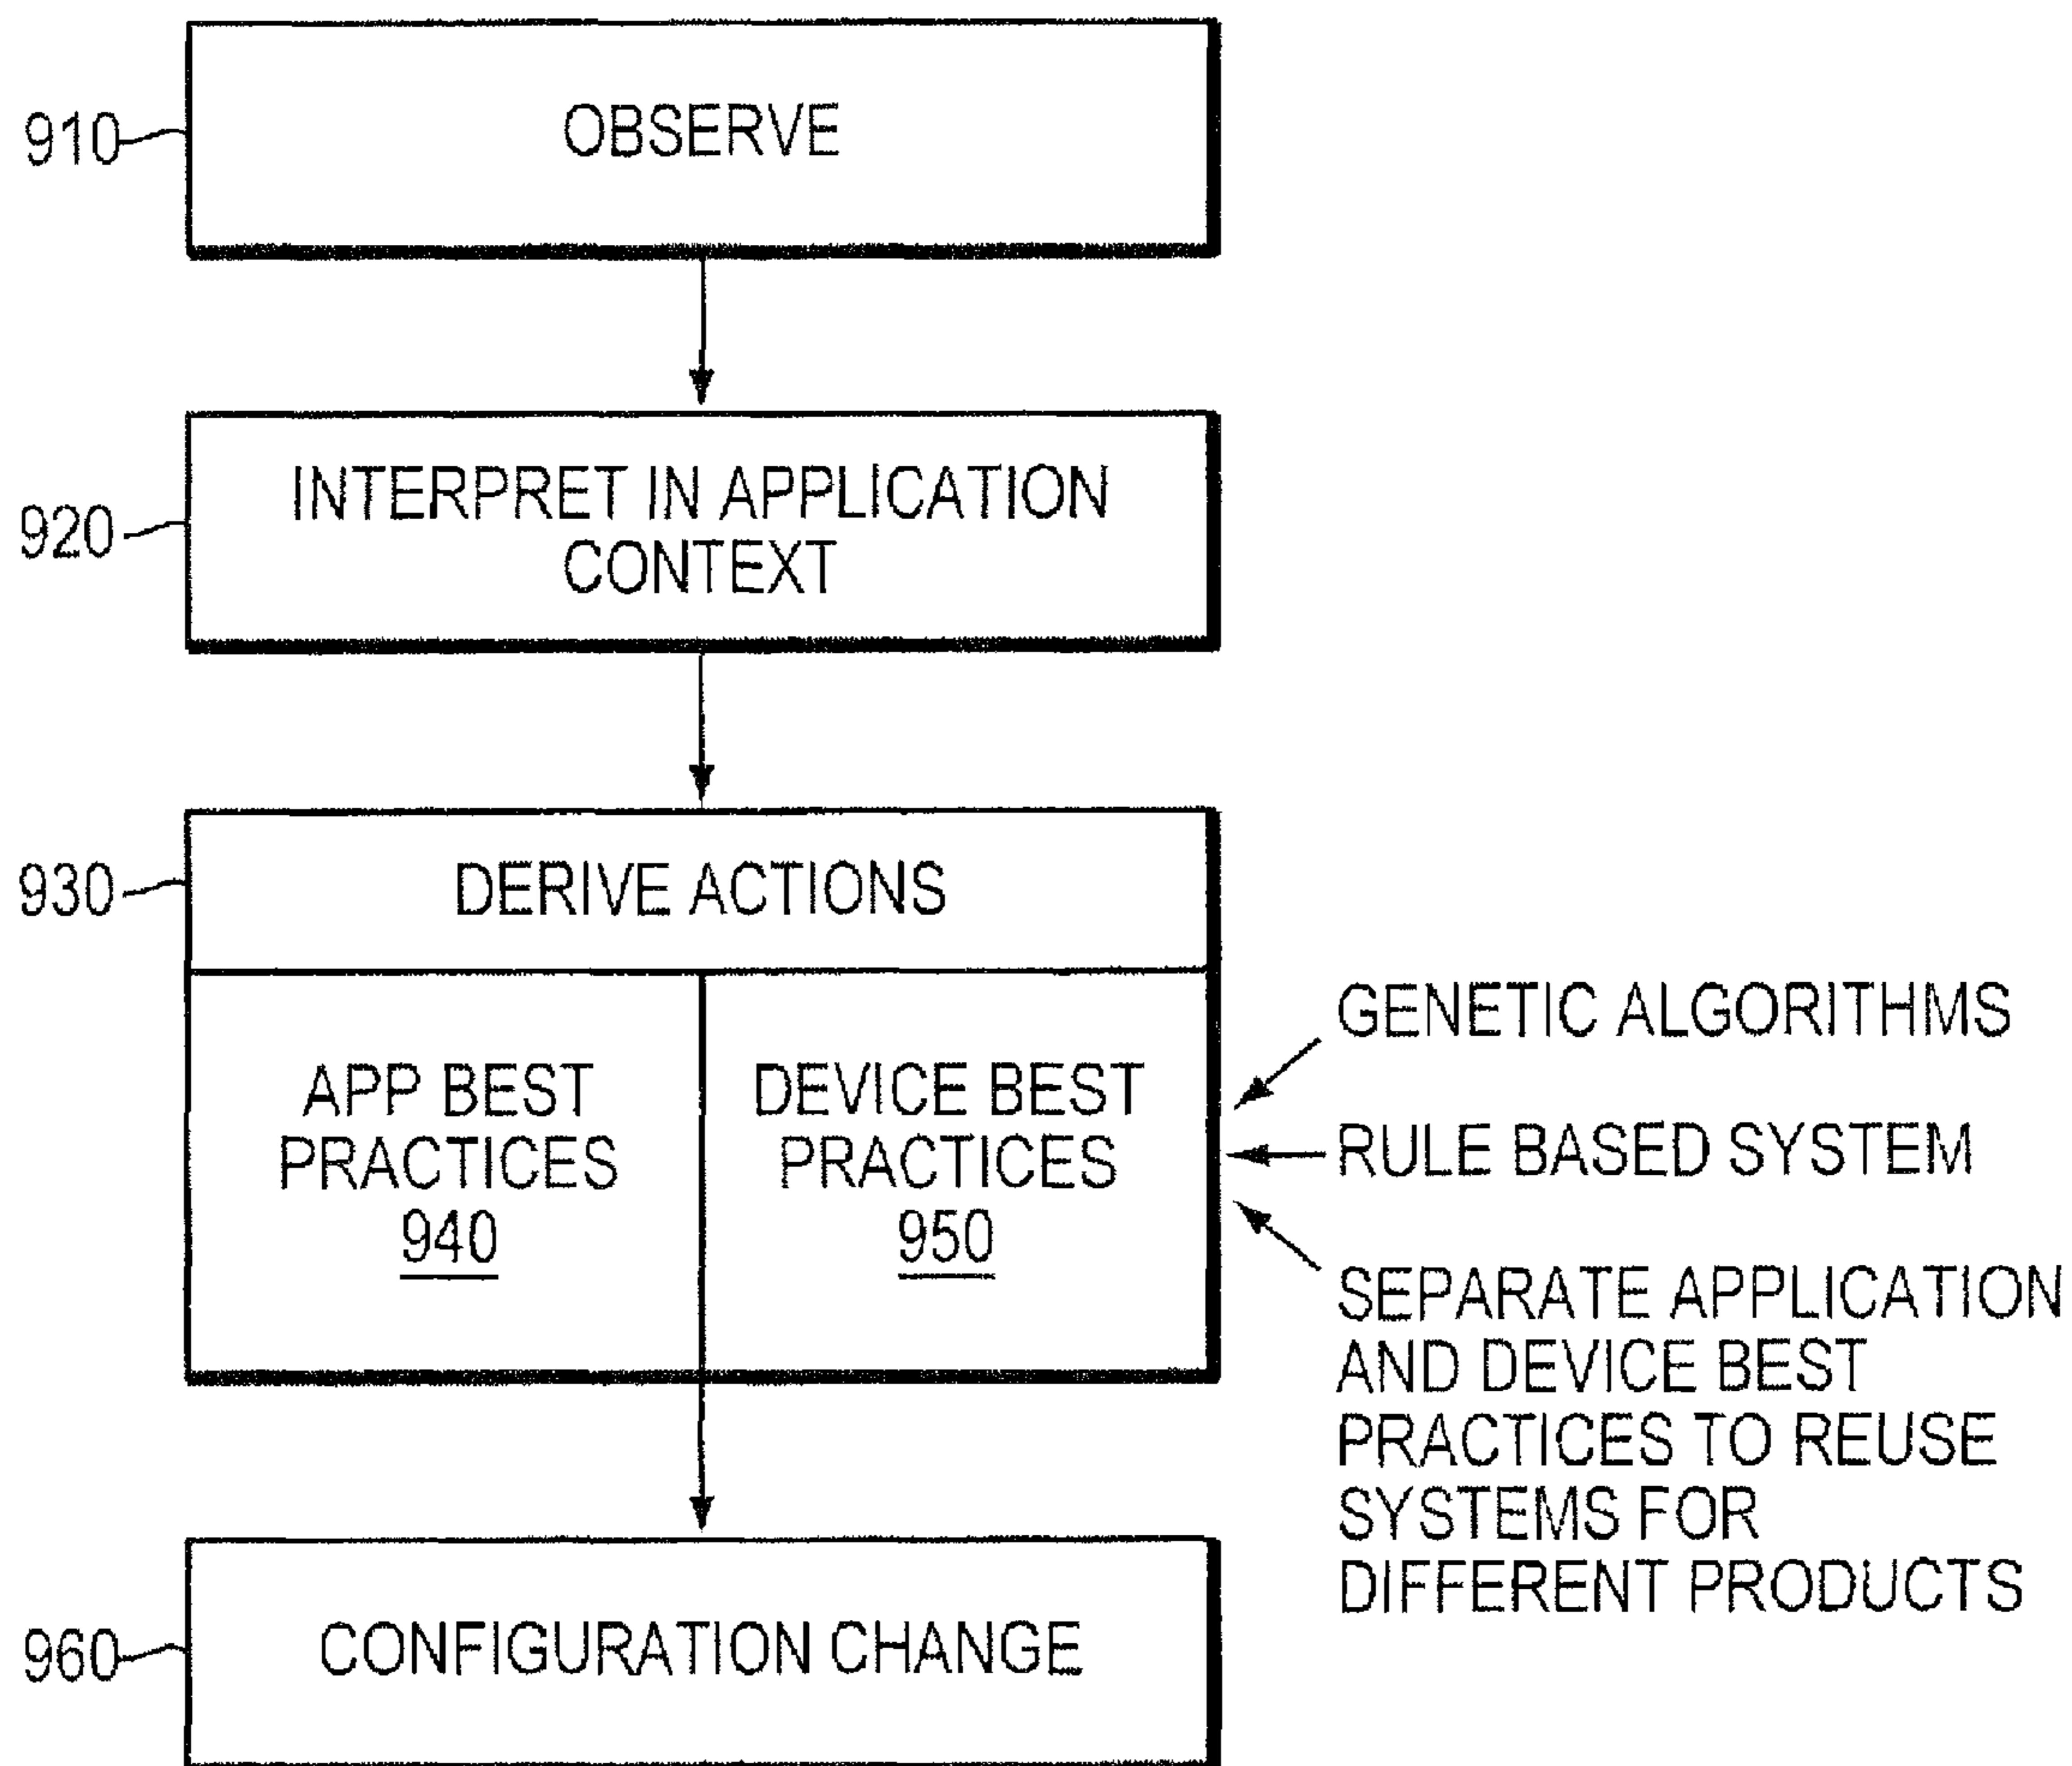 910
OBSERVE
920
INTERPRET IN APPLICATION
CONTEXT
930
DERIVE ACTIONS
APP BEST
PRACTICES
940
DEVICE BEST
PRACTICES
950
GENETIC ALGORITHMS
RULE BASED SYSTEM
SEPARATE APPLICATION
AND DEVICE BEST
PRACTICES TO REUSE
SYSTEMS FOR
DIFFERENT PRODUCTS
960
CONFIGURATION CHANGE